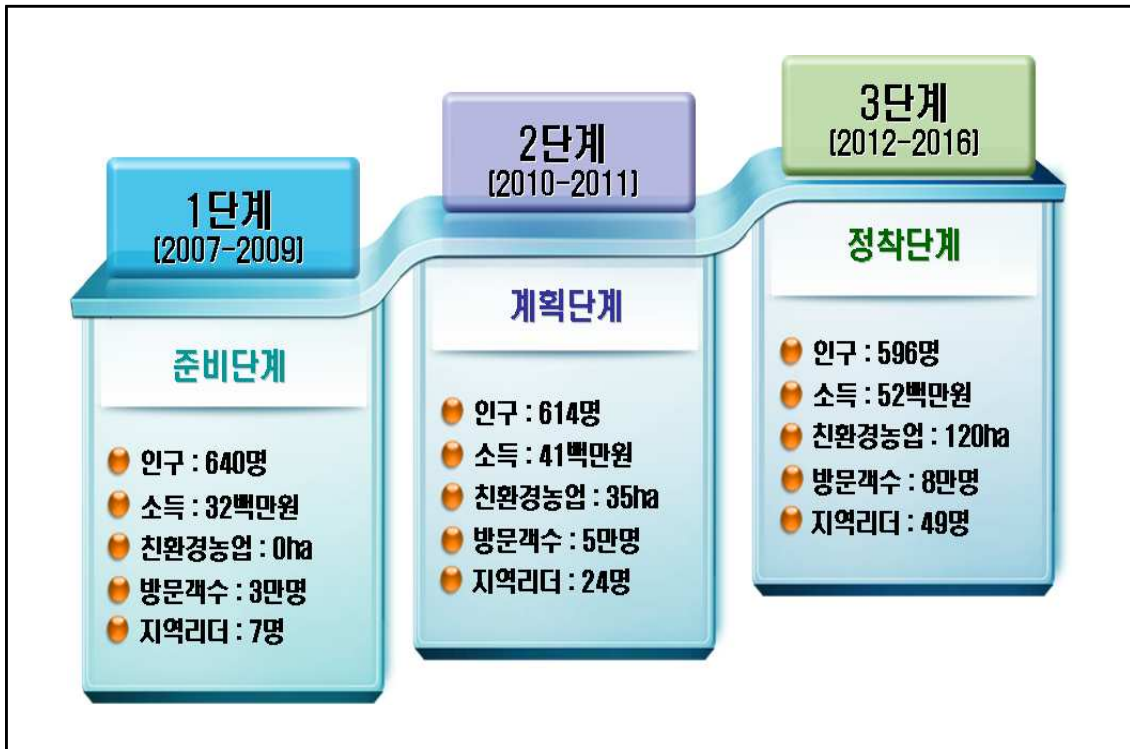 1단계
(2007-2009)
준비단계
인구 : 640명
소득 : 32백만원
친환경농업 : 0ha
방문객수 : 3만명
지역리더 : 7명
2단계
(2010-2011)
계획단계
인구 : 614명
소득 : 41백만원
친환경농업 : 35ha
방문객수 : 5만명
지역리더 : 24명
3단계
(2012-2016)
정착단계
인구 : 596명
소득 : 52백만원
친환경농업 : 120ha
방문객수 : 8만명
지역리더 : 49명